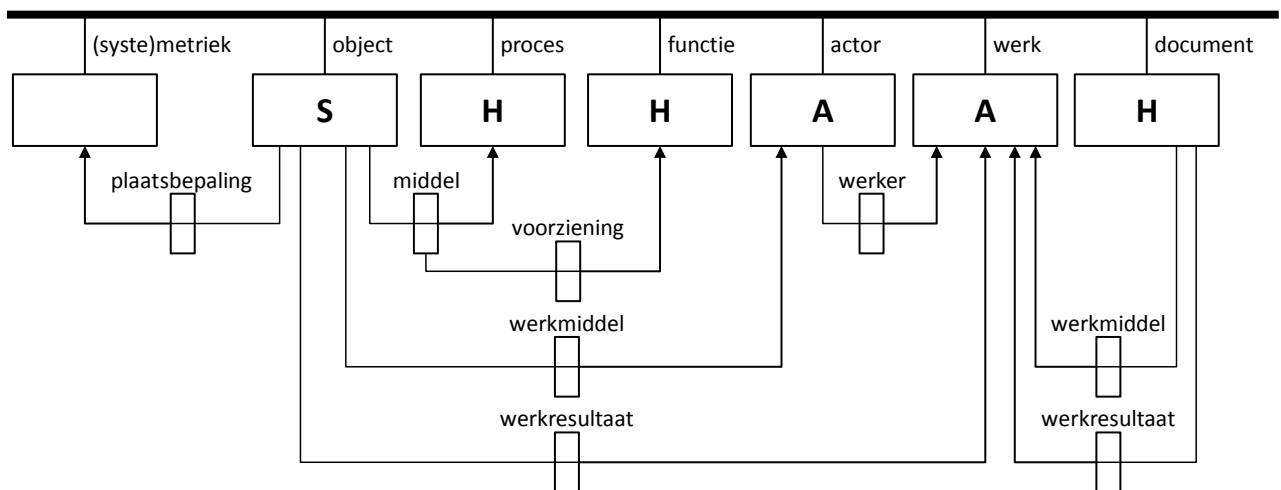 (syste)metriek
object
proces
functie
actor
werk
document
S
H
H
A
A
H
plaatsbepaling
middel
werker
voorziening
werkmiddel
werkmiddel
werkresultaat
werkresultaat